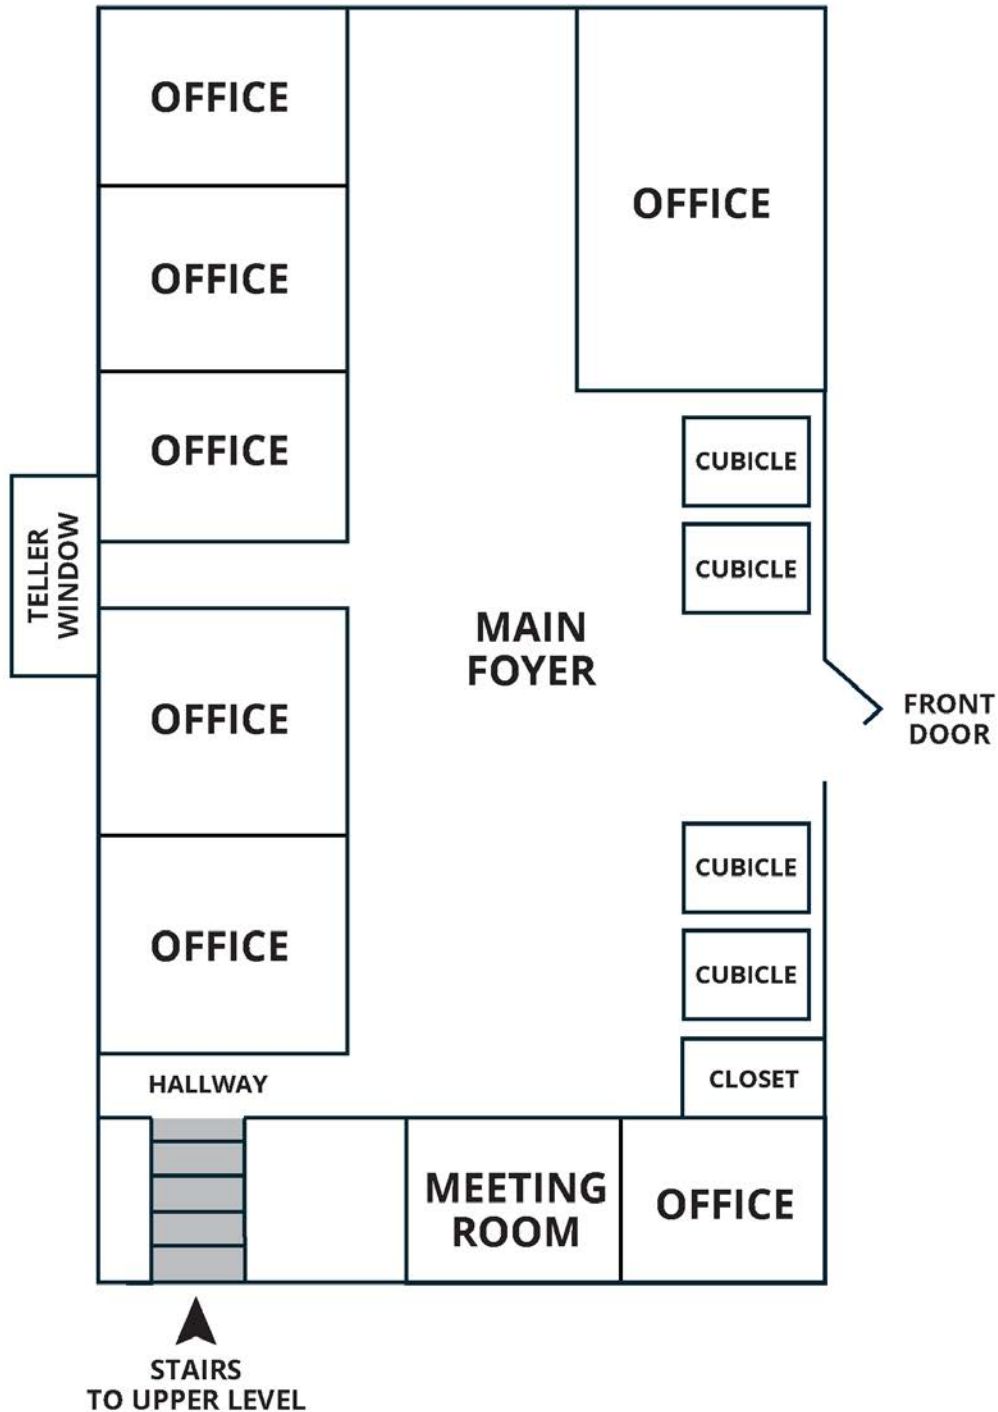 OFFICE
OFFICE
OFFICE
OFFICE
CUBICLE
TELLER
WINDOW
CUBICLE
MAIN
FOYER
OFFICE
FRONT
DOOR
CUBICLE
OFFICE
CUBICLE
HALLWAY
CLOSET
MEETING
ROOM
OFFICE
STAIRS
TO UPPER LEVEL